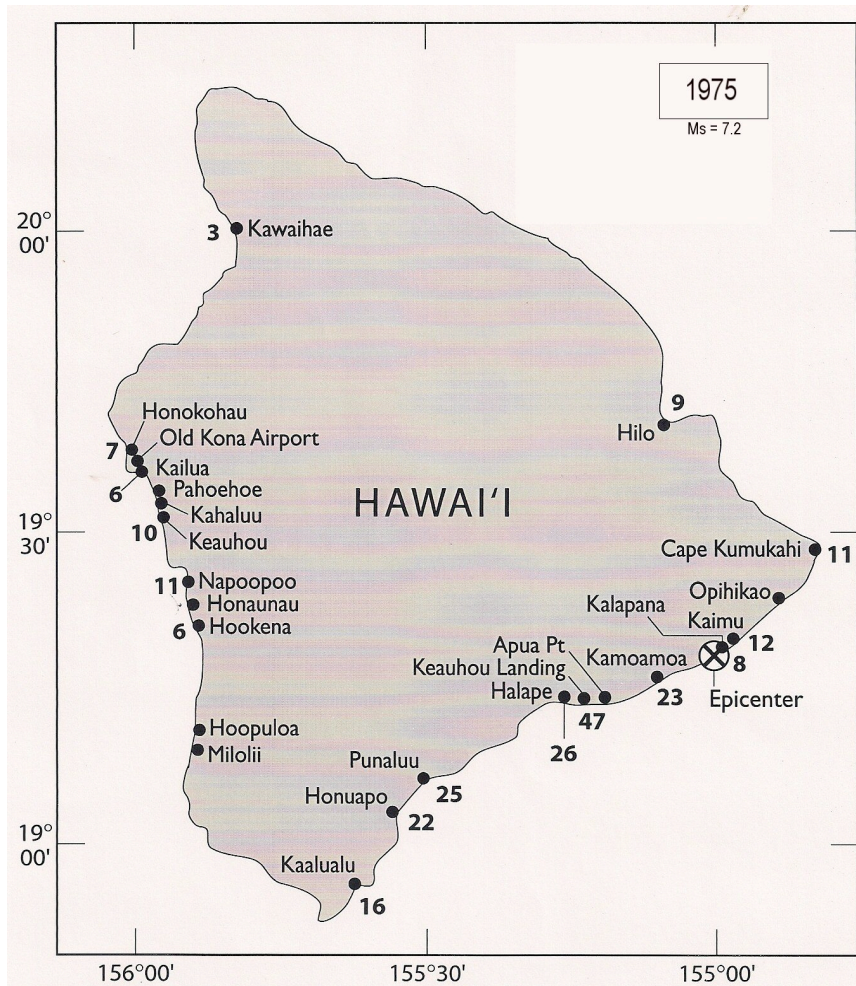 1975
Ms = 7.2
20°
00'
3 Kawaihae
9
Hilo
Honokohau
7
Old Kona Airport
Kailua
6
Pahoehoe
Kahaluu
10
Keauhou
HAWAI‘I
19°
30'
Cape Kumukahi 11
11 Napoopoo
Honaunau
6 Hookena
Opihikao
Kalapana
Kaimu
12
8
Epicenter
Apua Pt
Keauhou Landing
Halape
Kamoamoa
23
47
26
Hoopuloa
Milolii
Punaluu
25
Honuapo
22
19°
00'
Kaalualu
16
156°00'
155°30'
155°00'